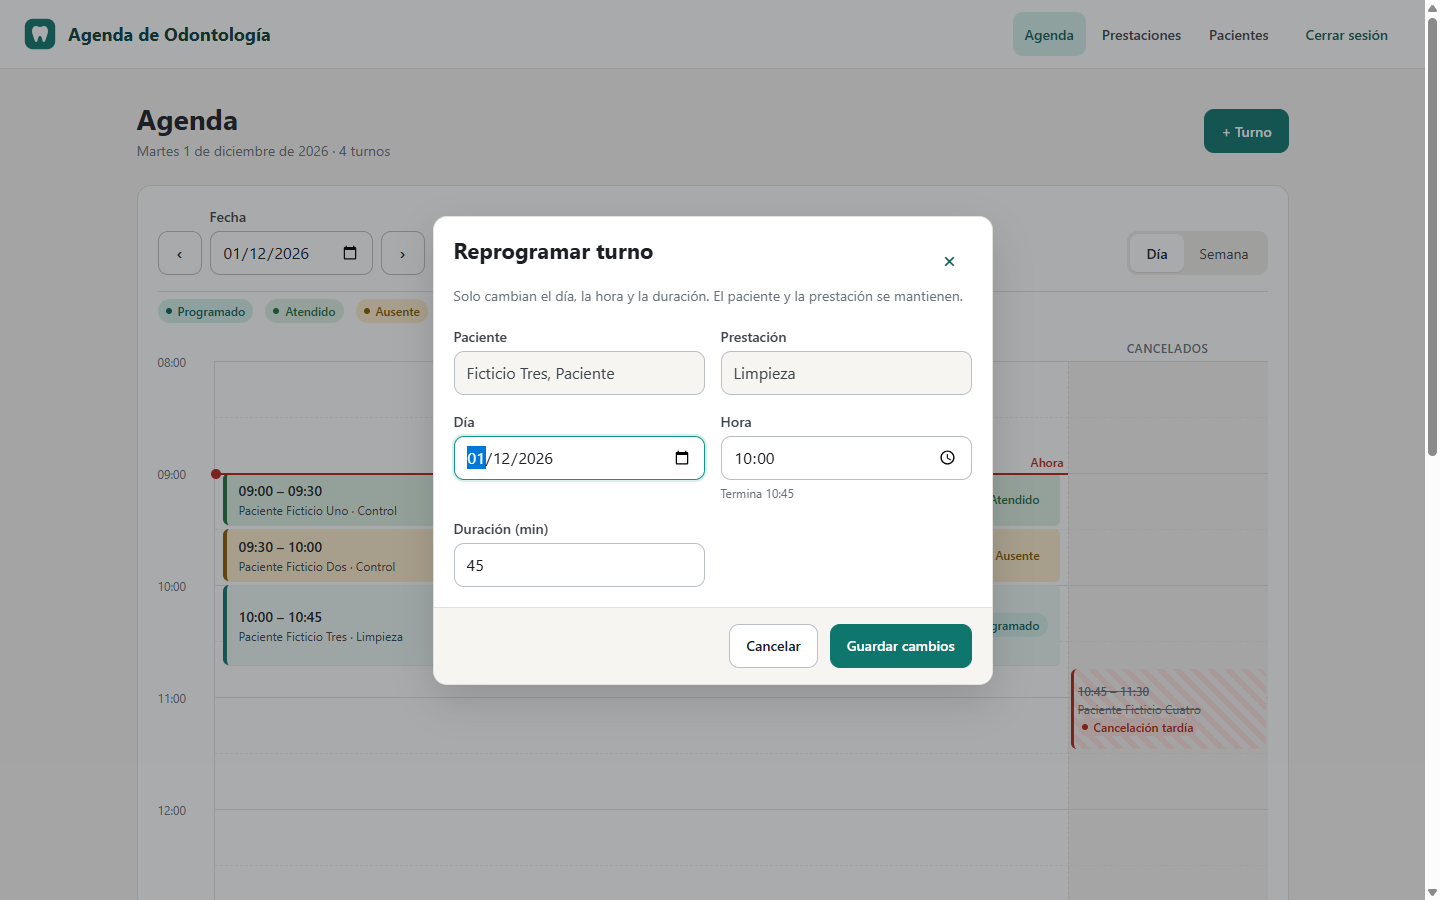 Agenda de Odontología
Agenda
Prestaciones
Pacientes
Cerrar sesión
Agenda
Martes 1 de diciembre de 2026 · 4 turnos
+ Turno
Fecha
‹
01/12/2026
›
Día
Semana
Programado
Atendido
Ausente
CANCELADOS
08:00
09:00
Ahora
09:00 – 09:30
Paciente Ficticio Uno · Control
Atendido
09:30 – 10:00
Paciente Ficticio Dos · Control
Ausente
10:00
10:00 – 10:45
Paciente Ficticio Tres · Limpieza
gramado
11:00
10:45 – 11:30
Paciente Ficticio Cuatro
Cancelación tardía
12:00
Reprogramar turno
×
Solo cambian el día, la hora y la duración. El paciente y la prestación se mantienen.
Paciente
Ficticio Tres, Paciente
Prestación
Limpieza
Día
01/12/2026
Hora
10:00
Termina 10:45
Duración (min)
45
Cancelar
Guardar cambios